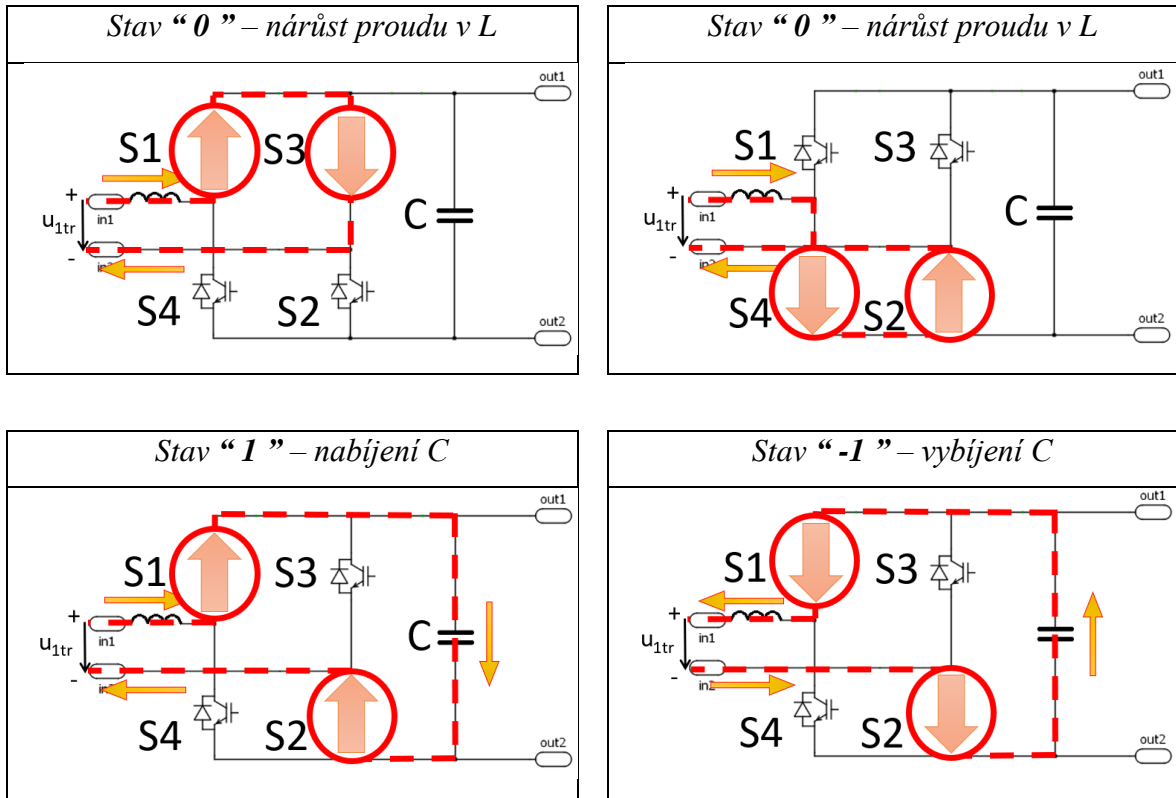 Stav “ 0 ” – nárůst proudu v L
out1
S1
S3
+
in1
C
u1tr
-
S4
S2
out2
Stav “ 0 ” – nárůst proudu v L
out1
S1
S3
+
in1
C
u1tr
-
S4
S2
out2
Stav “ 1 ” – nabíjení C
out1
S1
S3
+
in1
C
u1tr
-
S4
S2
out2
Stav “ -1 ” – vybíjení C
out1
S1
S3
+
in1
u1tr
-
in2
S4
S2
out2